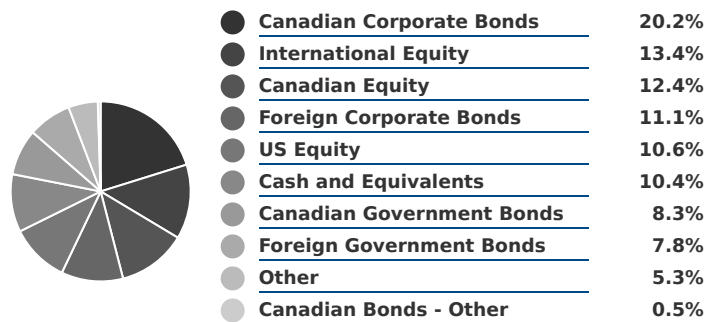 Canadian Corporate Bonds 20.2%
International Equity 13.4%
Canadian Equity 12.4%
Foreign Corporate Bonds 11.1%
US Equity 10.6%
Cash and Equivalents 10.4%
Canadian Government Bonds 8.3%
Foreign Government Bonds 7.8%
Other 5.3%
Canadian Bonds - Other 0.5%